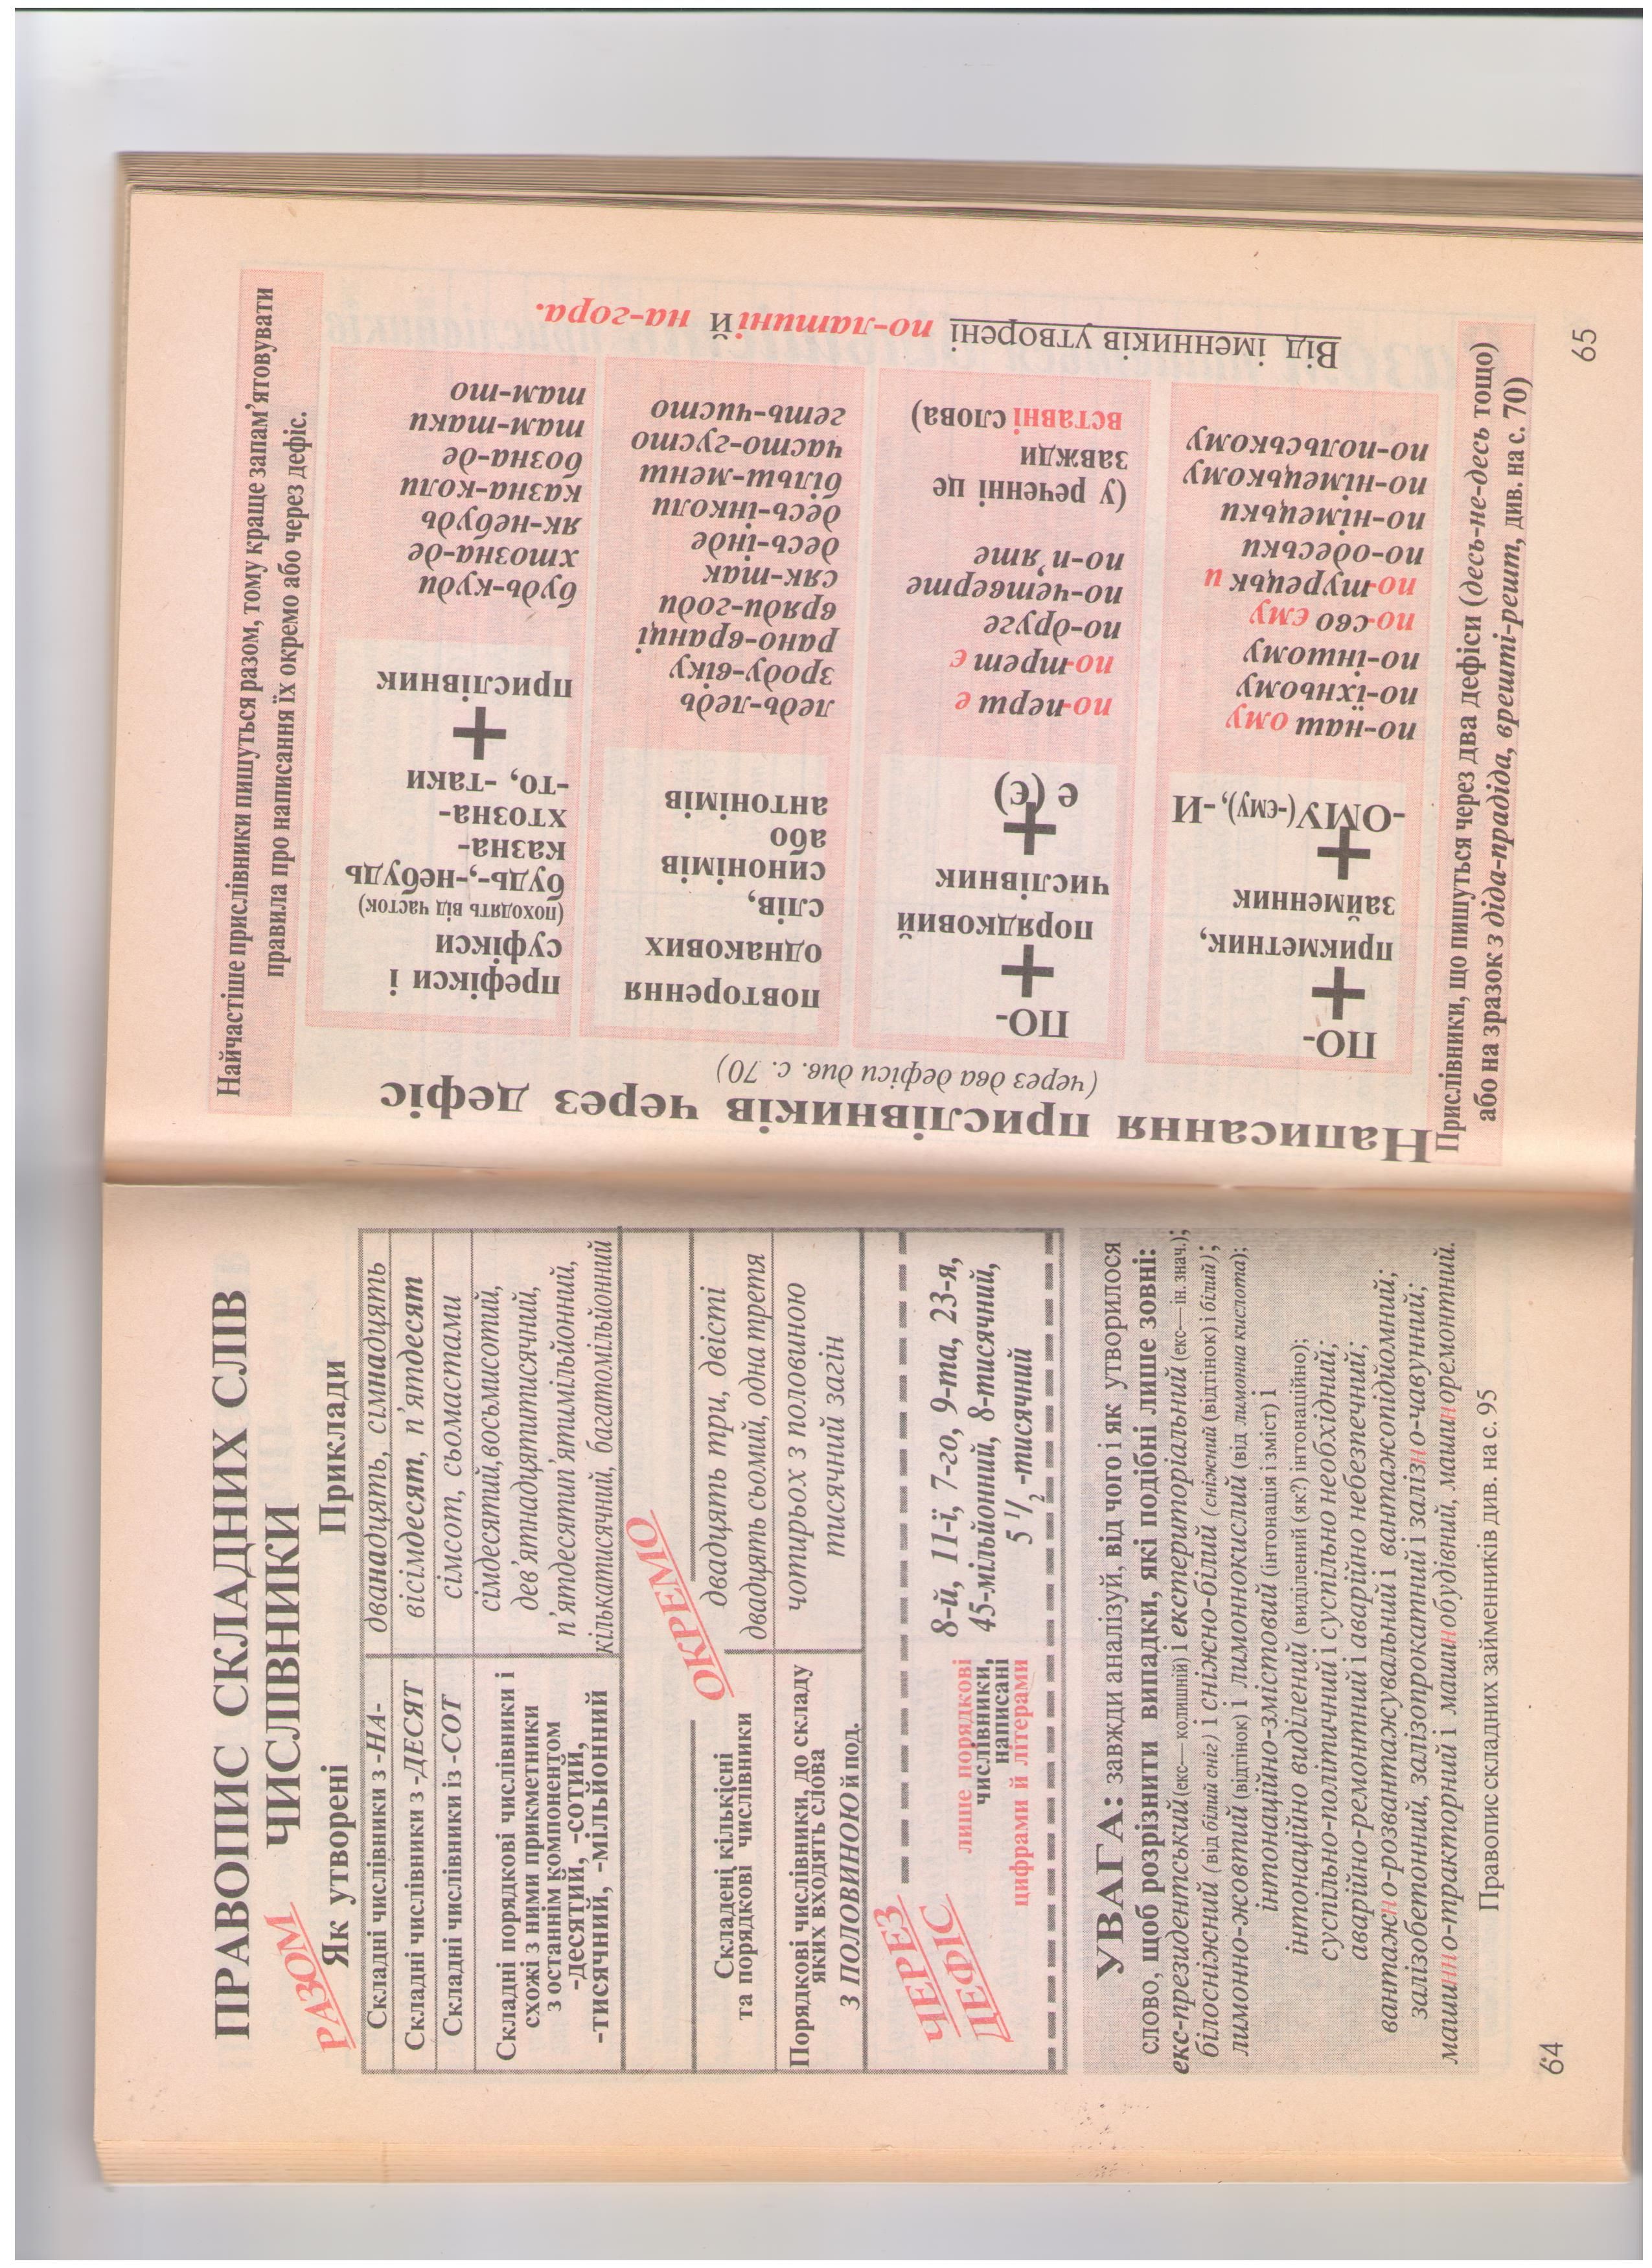 ПРАВОПИС СКЛАДНИХ СЛІВ
ЧИСЛІВНИКИ
РАЗОМ
Як утворені Приклади
Складні числівники з -НА- дванадцять, сімнадцять
Складні числівники з -ДЕСЯТ вісімдесят, п'ятдесят
Складні числівники із -СОТ сімсот, сьомастами
Складні порядкові числівники і
схожі з ними прикметники
з останнім компонентом
-десятий, -сотий,
-тисячний, -мільйонний
сімдесятий,восьмисотий,
дев'ятнадцятитисячний,
п'ятдесятип'ятимільйонний,
кількатисячний, багатомільйонний
ОКРЕМО
Складені кількісні
та порядкові числівники
двадцять три, двісті
двадцять сьомий, одна третя
Порядкові числівники, до складу
яких входять слова
З ПОЛОВИНОЮ й под.
чотирьох з половиною
тисячний загін
ЧЕРЕЗ
ДЕФІС
лише порядкові
числівники,
написані
цифрами й літерами
8-й, 11-ї, 7-го, 9-та, 23-я,
45-мільйонний, 8-тисячний,
5 1/2 -тисячний
УВАГА: завжди аналізуй, від чого і як утворилося
слово, щоб розрізнити випадки, які подібні лише зовні:
екс-президентський (екс— колишній) і екстериторіальний (екс—ін. знач.);
білосніжний (від білий сніг) і сніжно-білий (сніжний (відтінок) і білий);
лимонно-жовтий (відтінок) і лимоннокислий (від лимонна кислота);
інтонаційно-змістовий (інтонація і зміст) і
інтонаційно виділений (виділений (як?) інтонаційно);
суспільно-політичний і суспільно необхідний;
аварійно-ремонтний і аварійно небезпечний;
вантажно-розвантажувальний і вантажопідйомний;
залізобетонний, залізопрокатний і залізно-чавунний;
машинно-тракторний і машинобудівний, машиноремонтний.
Правопис складних займенників див. на с. 95
64
Найчастіше прислівники пишуться разом, тому краще запам'ятовувати
правила про написання їх окремо або через дефіс.
Написання прислівників через дефіс
(через два дефіси див. с. 70)
ПО-
+
прикметник,
займенник
+
-ОМУ(-єму), -И
по-нашому
по-їхньому
по-іншому
по-своєму
по-турецьки
по-одеськи
по-німецьки
по-німецькому
по-польському
ПО-
+
порядковий
числівник
+
е (є)
по-перше
по-третє
по-друге
по-четверте
по-п'яте
(у реченні це
завжди
вставні слова)
повторення
однакових
слів,
синонімів
або
антонімів
ледь-ледь
зроду-віку
рано-вранці
вряди-годи
сяк-так
десь-інде
десь-інколи
більш-менш
часто-густо
геть-чисто
префікси і
суфікси
(походять від часток)
будь-,-небудь
казна-
хтозна-
-то, -таки
+
прислівник
будь-куди
хтозна-де
як-небудь
казна-коли
бозна-де
там-таки
там-то
Від іменників утворені по-латині й на-гора.
Прислівники, що пишуться через два дефіси (десь-не-десь тощо)
або на зразок з діда-прадіда, врешті-решт, див. на с. 70)
65